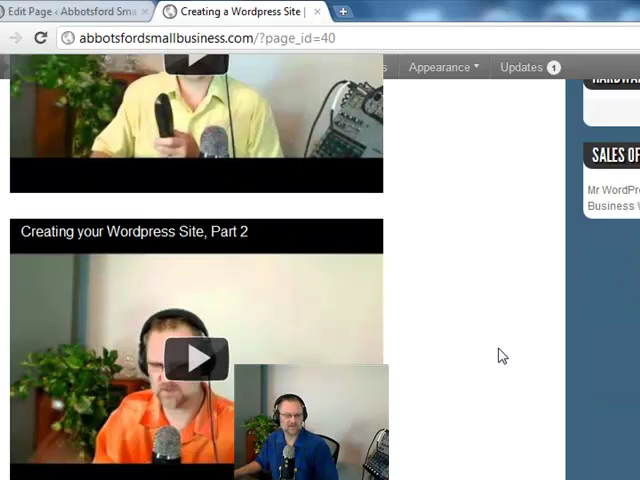 Edit Page ‹ Abbotsford Sma
Creating a Wordpress Site |
abbotsfordsmallbusiness.com/?page_id=40
Appearance
Updates 1
SALES OF
Mr WordPre
Business W
Creating your Wordpress Site, Part 2